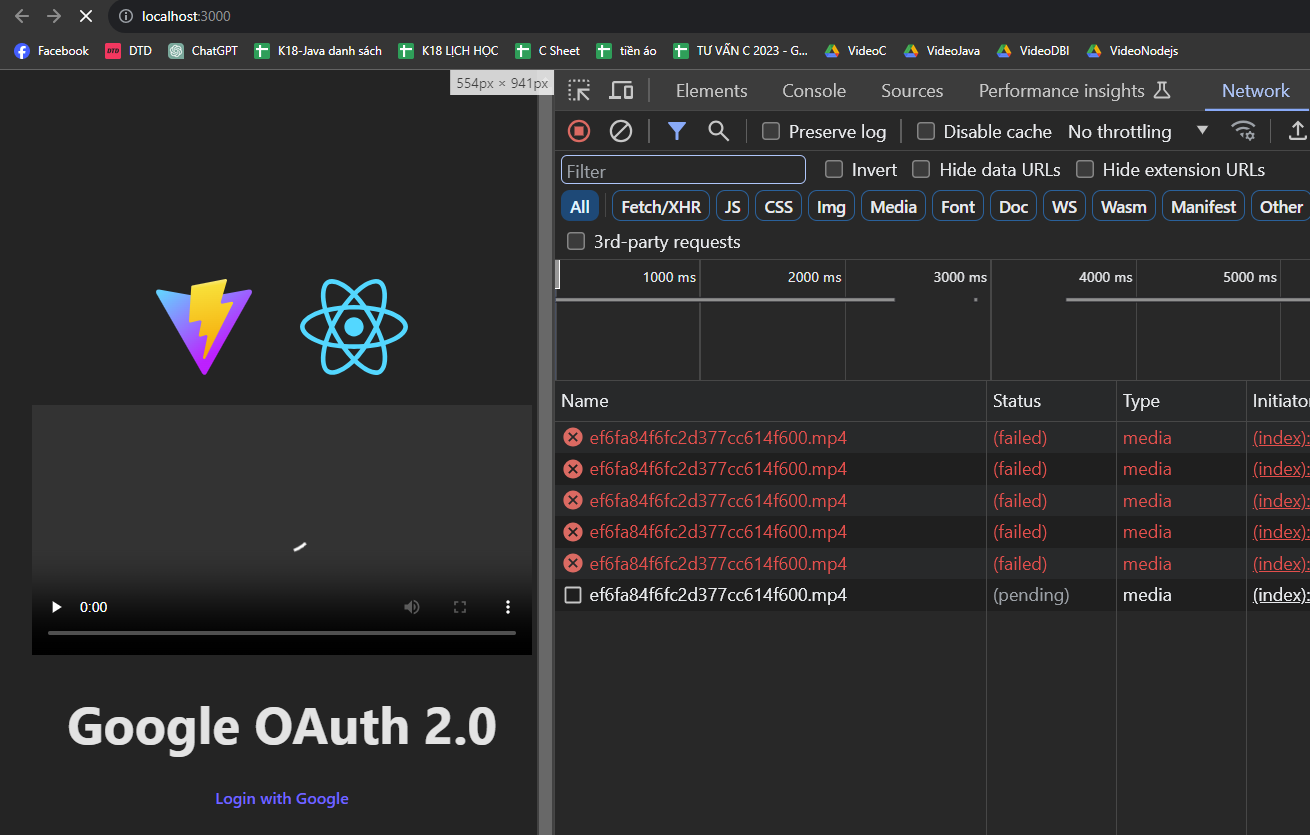 localhost:3000
Facebook DTD ChatGPT K18-Java danh sách K18 LỊCH HỌC C Sheet tiền áo TƯ VẤN C 2023 - G... VideoC VideoJava VideoDBI VideoNodejs
554px × 941px
Elements Console Sources Performance insights Network
Preserve log Disable cache No throttling
Filter Invert Hide data URLs Hide extension URLs
All Fetch/XHR JS CSS Img Media Font Doc WS Wasm Manifest Other
3rd-party requests
1000 ms 2000 ms 3000 ms 4000 ms 5000 ms
Name Status Type Initiator
ef6fa84f6fc2d377cc614f600.mp4 (failed) media (index):
ef6fa84f6fc2d377cc614f600.mp4 (failed) media (index):
ef6fa84f6fc2d377cc614f600.mp4 (failed) media (index):
ef6fa84f6fc2d377cc614f600.mp4 (failed) media (index):
ef6fa84f6fc2d377cc614f600.mp4 (failed) media (index):
ef6fa84f6fc2d377cc614f600.mp4 (pending) media (index):
0:00
Google OAuth 2.0
Login with Google